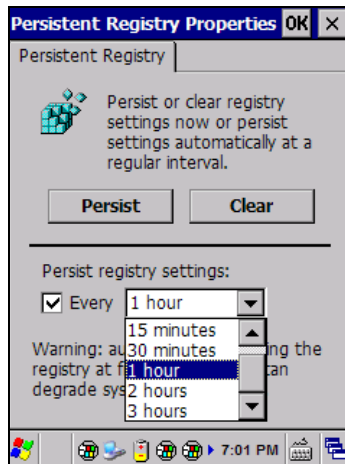 Persistent Registry Properties OK ×
Persistent Registry
Persist or clear registry
settings now or persist
settings automatically at a
regular interval.
Persist Clear
Persist registry settings:
Every 1 hour
15 minutes
30 minutes
1 hour
2 hours
3 hours
Warning: au ing the
registry at f can
degrade sys
7:01 PM